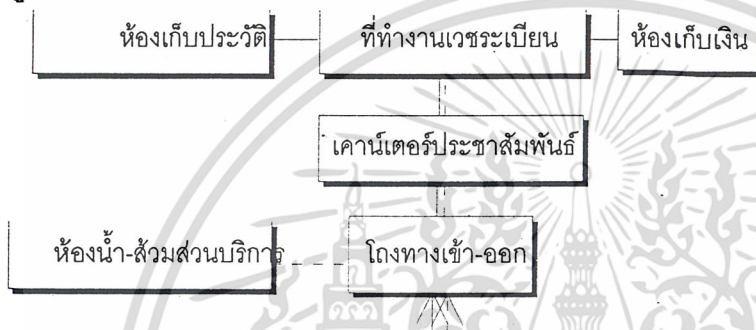 ห้องเก็บประวัติ ที่ทำงานเวชระเบียน ห้องเก็บเงิน
เคาน์เตอร์ประชาสัมพันธ์
ห้องน้ำ-ส้วมส่วนบริการ โถงทางเข้า-ออก